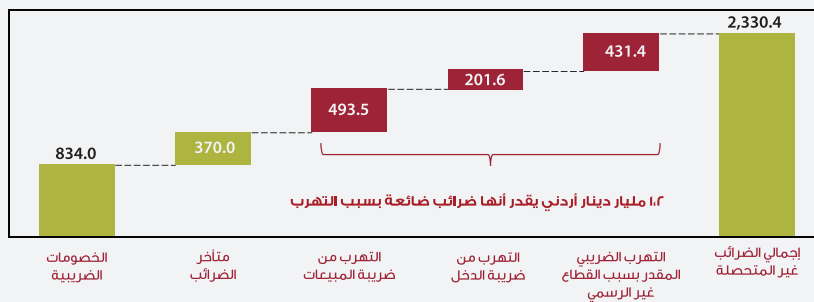 2,330.4
431.4
201.6
493.5
370.0
834.0
١،٢ مليار دينار أردني يقدر أنها ضرائب ضائعة بسبب التهرب
الخصومات
الضريبية
متأخر
الضرائب
التهرب من
ضريبة المبيعات
التهرب من
ضريبة الدخل
التهرب الضريبي
المقدر بسبب القطاع
غير الرسمي
إجمالي الضرائب
غير المتحصلة